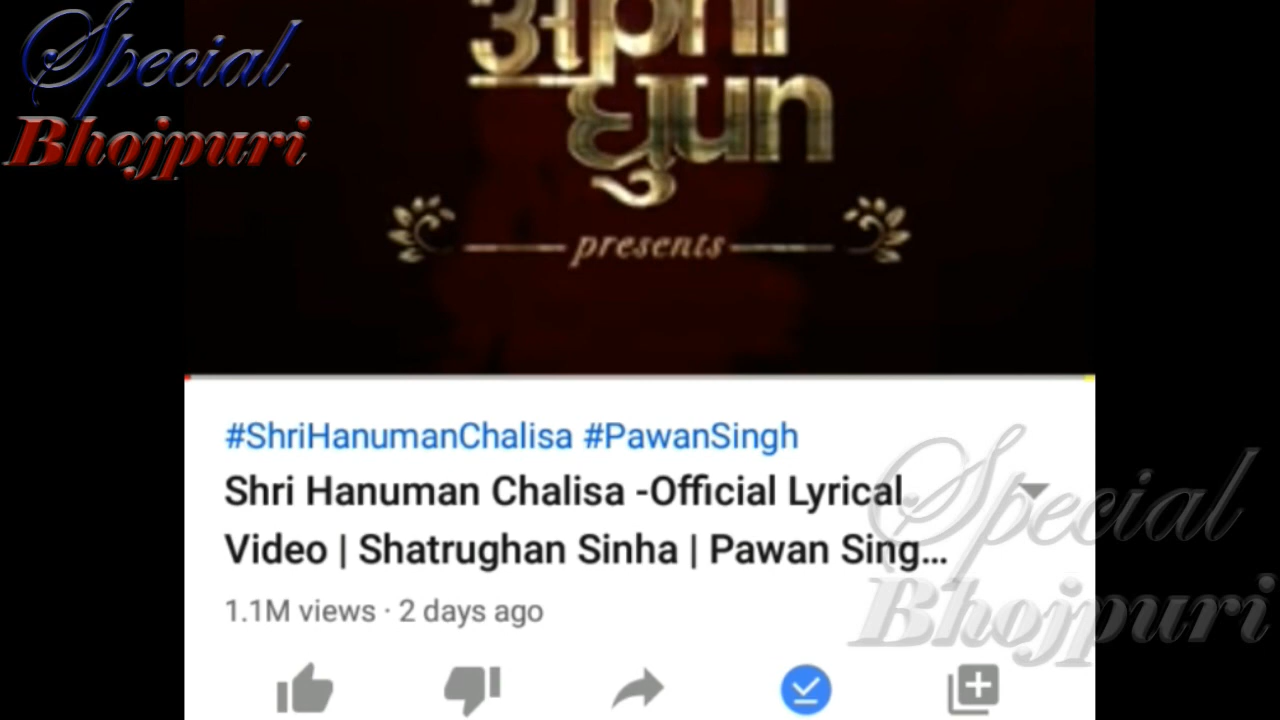 Special
Bhojpuri
अपनी
धुन
presents
#ShriHanumanChalisa #PawanSingh
Shri Hanuman Chalisa -Official Lyrical
Video | Shatrughan Sinha | Pawan Sing...
1.1M views · 2 days ago
Special
Bhojpuri